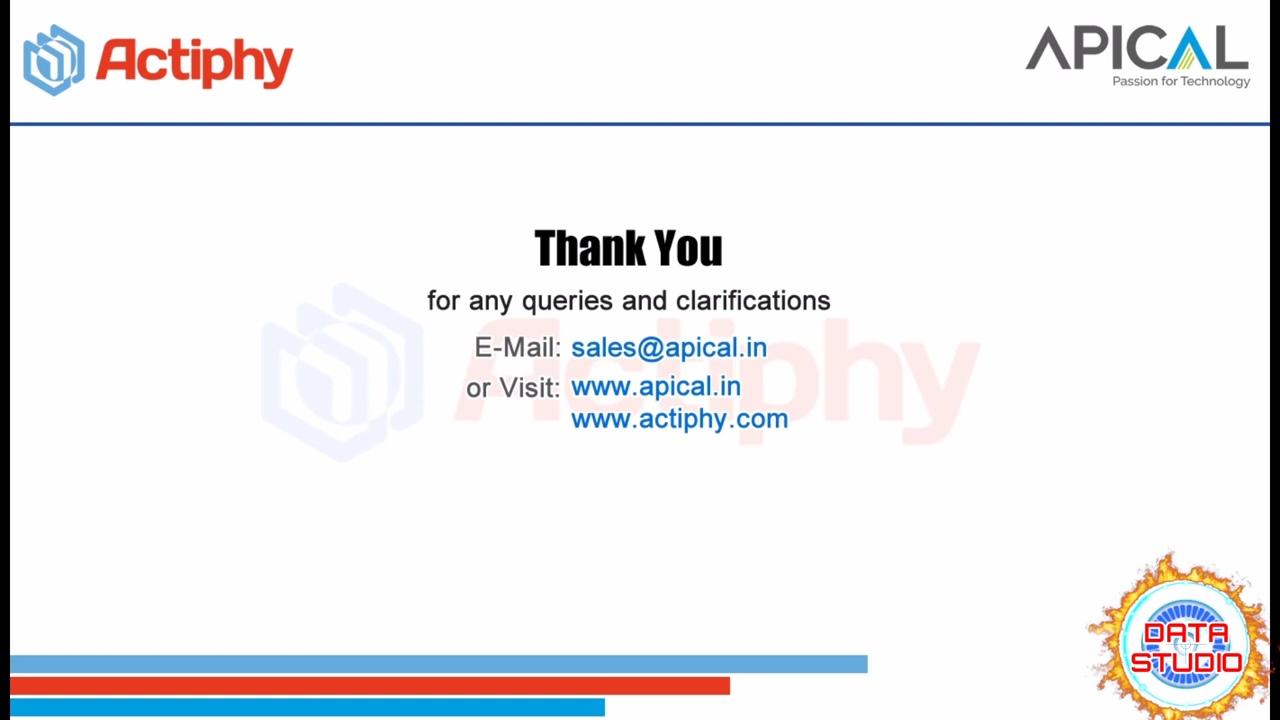 Actiphy
APICAL
Passion for Technology
Thank You
for any queries and clarifications
E-Mail: sales@apical.in
or Visit: www.apical.in
www.actiphy.com
Actiphy
DATA
STUDIO